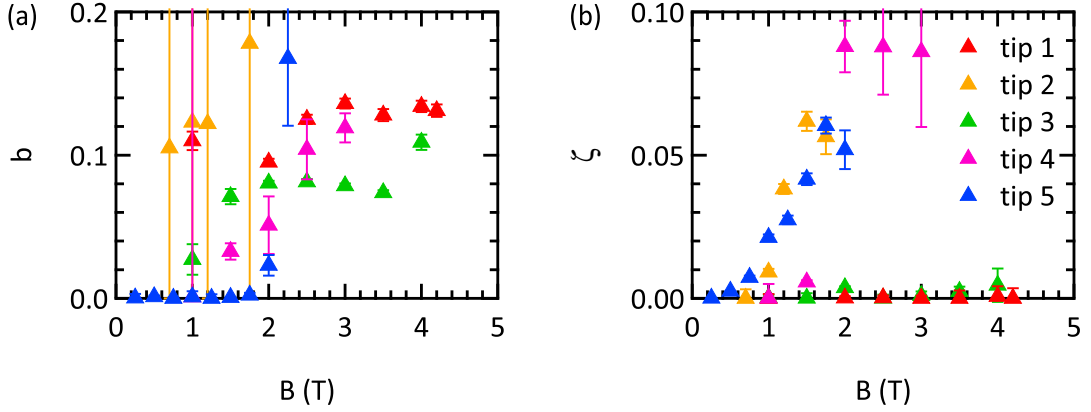 (a)
0.2
0.1
0.0
b
0 1 2 3 4 5
B (T)
(b)
0.10
0.05
0.00
ζ
0 1 2 3 4 5
B (T)
tip 1
tip 2
tip 3
tip 4
tip 5